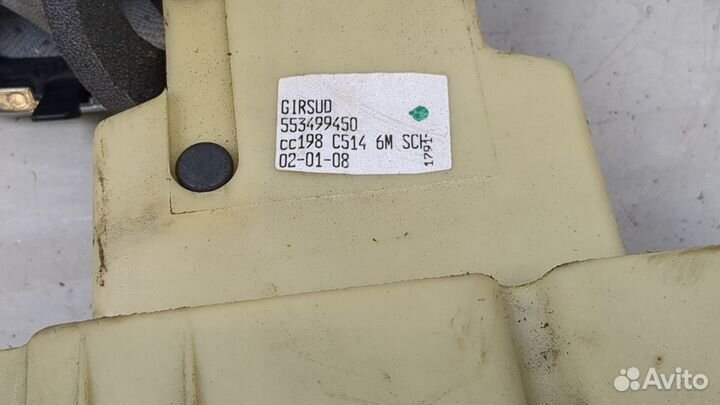 GIRSUD
553499450
cc198 C514 6M SCH
02-01-08
1791
Avito